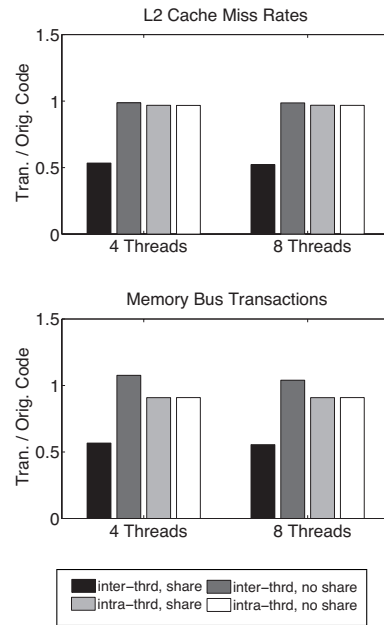 L2 Cache Miss Rates
Tran. / Orig. Code
1.5
1
0.5
0
4 Threads 8 Threads
Memory Bus Transactions
Tran. / Orig. Code
1.5
1
0.5
0
4 Threads 8 Threads
inter-thrd, share inter-thrd, no share
intra-thrd, share intra-thrd, no share